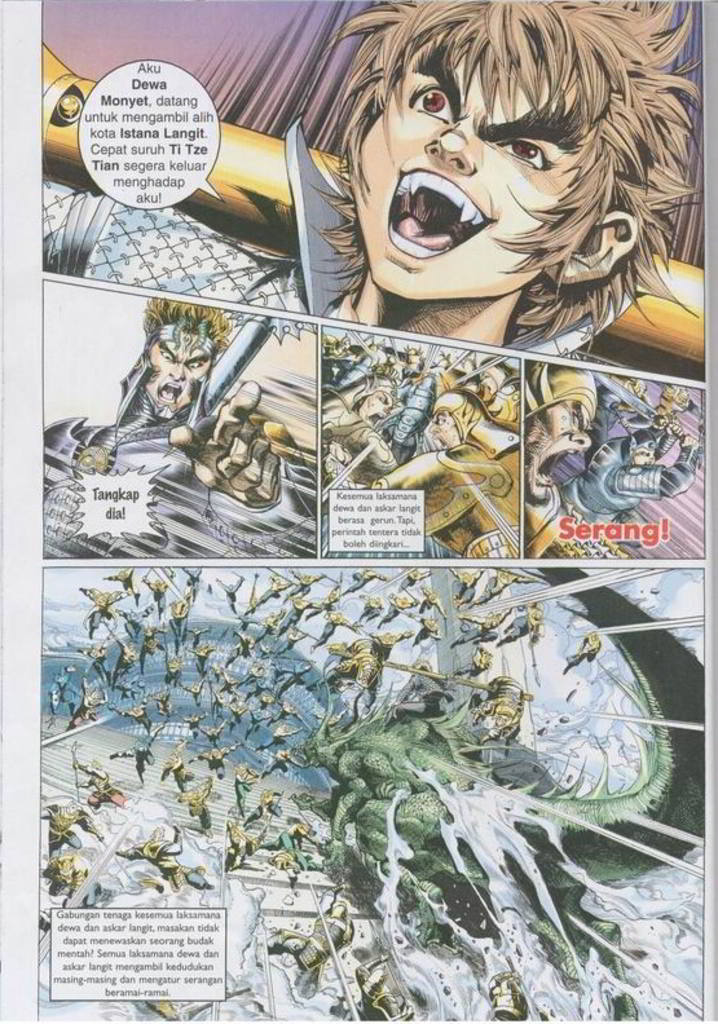 Aku
Dewa
Monyet, datang
untuk mengambil alih
kota Istana Langit.
Cepat suruh Ti Tze
Tian segera keluar
menghadap
aku!
Tangkap
dia!
Kesemua laksamana
dewa dan askar langit
berasa gerun. Tapi,
perintah tentera tidak
boleh diingkari...
Serang!
Gabungan tenaga kesemua laksamana
dewa dan askar langit, masakan tidak
dapat menewaskan seorang budak
mentah? Semua laksamana dewa dan
askar langit mengambil kedudukan
masing-masing dan mengatur serangan
beramai-ramai.